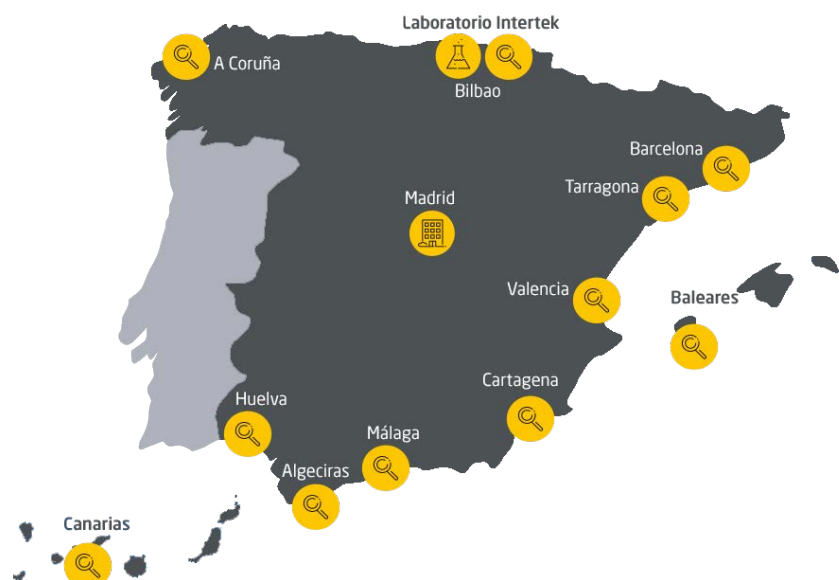 Laboratorio Intertek
A Coruña
Bilbao
Barcelona
Tarragona
Madrid
Valencia
Baleares
Cartagena
Huelva
Málaga
Algeciras
Canarias